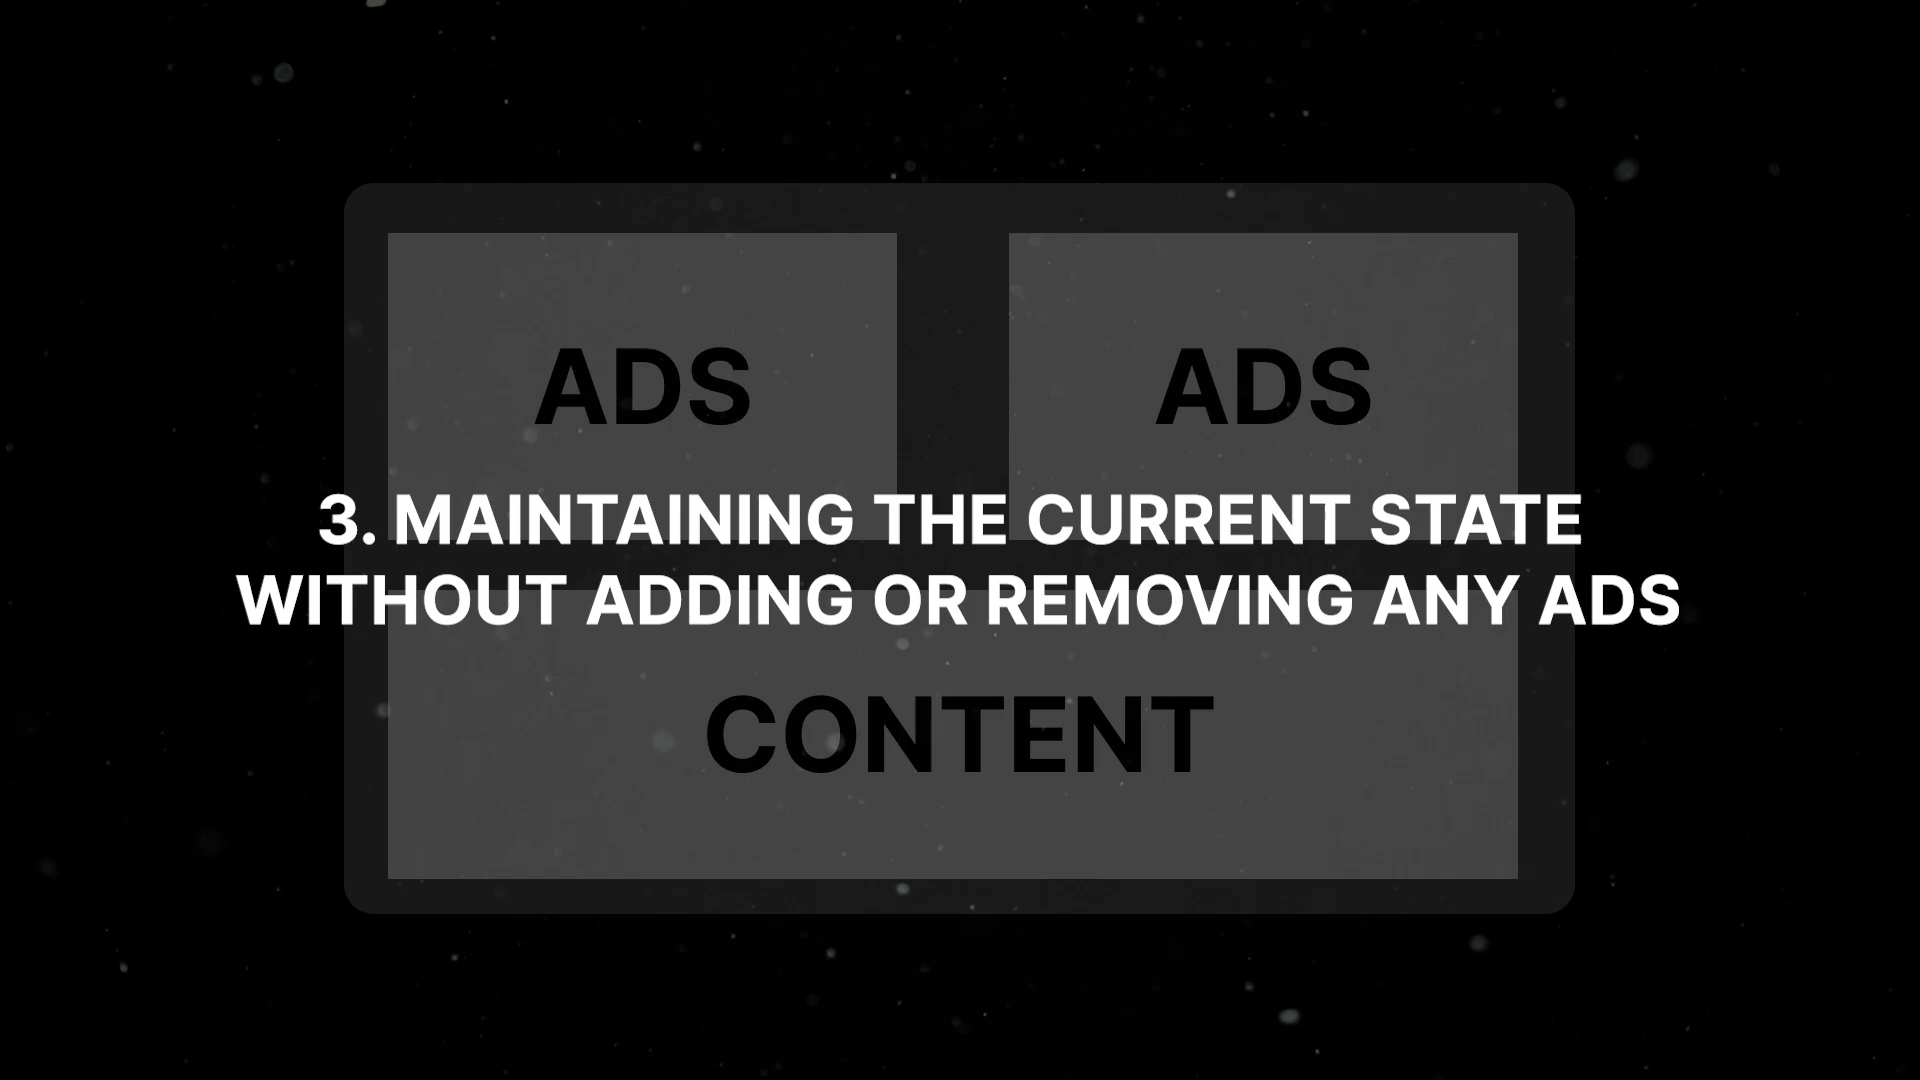 ADS ADS
3. MAINTAINING THE CURRENT STATE
WITHOUT ADDING OR REMOVING ANY ADS
CONTENT